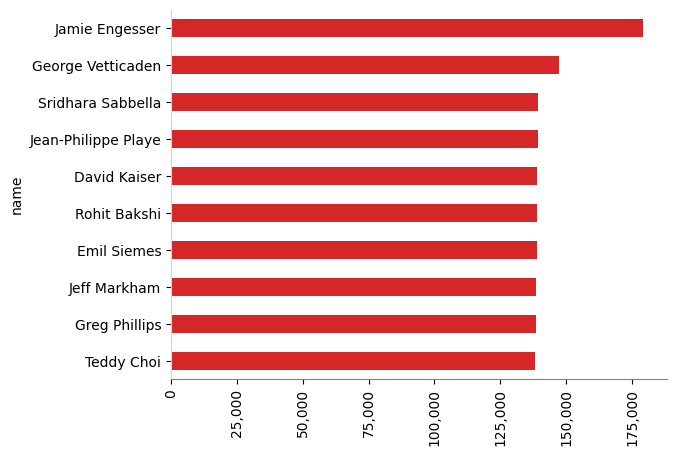 Jamie Engesser
George Vetticaden
Sridhara Sabbella
Jean-Philippe Playe
David Kaiser
Rohit Bakshi
Emil Siemes
Jeff Markham
Greg Phillips
Teddy Choi
name
0
25,000
50,000
75,000
100,000
125,000
150,000
175,000